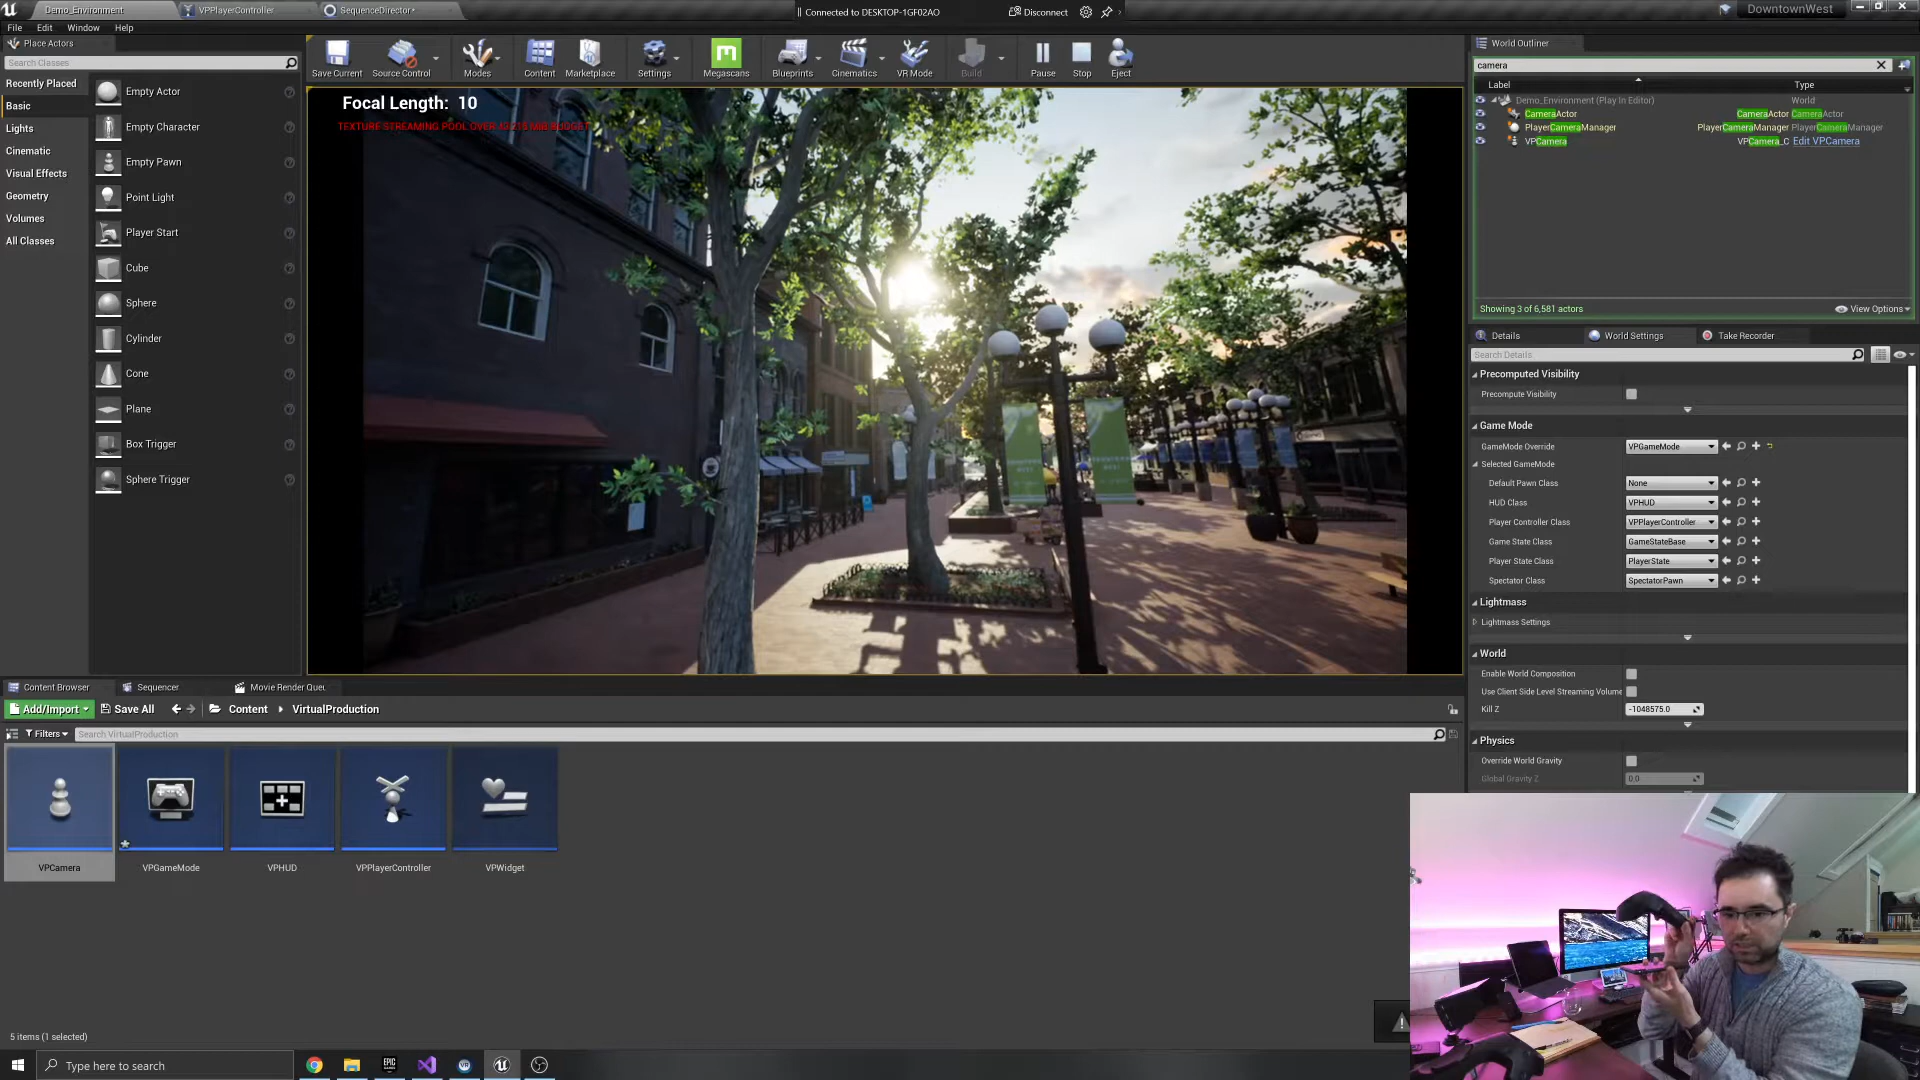 Demo_Environment
VPPlayerController
SequenceDirector*
Connected to DESKTOP-1GF02AO
Disconnect
DowntownWest
File Edit Window Help
Place Actors
Search Classes
Recently Placed
Basic
Lights
Cinematic
Visual Effects
Geometry
Volumes
All Classes
Empty Actor
Empty Character
Empty Pawn
Point Light
Player Start
Cube
Sphere
Cylinder
Cone
Plane
Box Trigger
Sphere Trigger
Save Current
Source Control
Modes
Content
Marketplace
Settings
Megascans
Blueprints
Cinematics
VR Mode
Build
Pause
Stop
Eject
Focal Length: 10
World Outliner
camera
Label Type
Demo_Environment (Play In Editor) World
CameraActor CameraActor CameraActor
PlayerCameraManager PlayerCameraManager PlayerCameraManager
VPCamera VPCamera_C Edit VPCamera
Showing 3 of 6,581 actors
View Options
Details
World Settings
Take Recorder
Search Details
Precomputed Visibility
Precompute Visibility
Game Mode
GameMode Override VPGameMode
Selected GameMode
Default Pawn Class None
HUD Class VPHUD
Player Controller Class VPPlayerController
Game State Class GameStateBase
Player State Class PlayerState
Spectator Class SpectatorPawn
Lightmass
Lightmass Settings
World
Enable World Composition
Use Client Side Level Streaming Volume
Kill Z -1048575.0
Physics
Override World Gravity
Global Gravity Z 0.0
Content Browser
Sequencer
Movie Render Queu
Add/Import
Save All
Content
VirtualProduction
Filters
Search VirtualProduction
VPCamera
VPGameMode
VPHUD
VPPlayerController
VPWidget
5 items (1 selected)
Type here to search